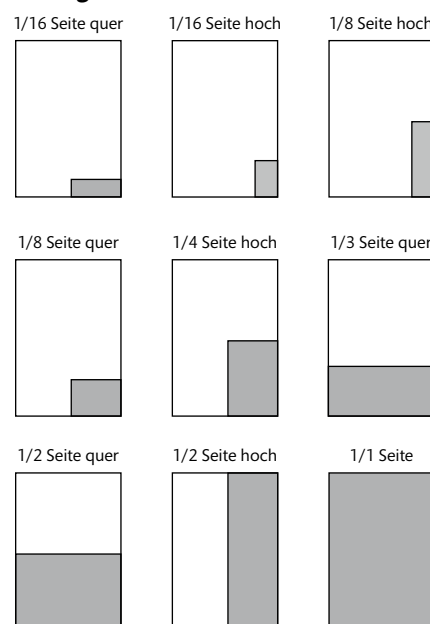 1/16 Seite quer 1/16 Seite hoch 1/8 Seite hoch
1/8 Seite quer 1/4 Seite hoch 1/3 Seite quer
1/2 Seite quer 1/2 Seite hoch 1/1 Seite